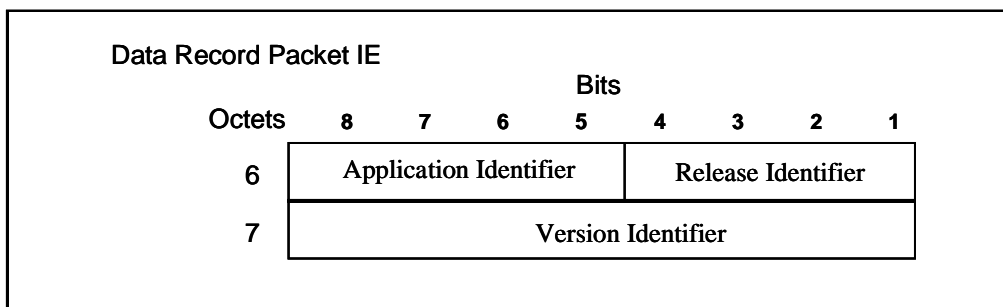 Data Record Packet IE
Bits
Octets 8 7 6 5 4 3 2 1
6 Application Identifier Release Identifier
7 Version Identifier